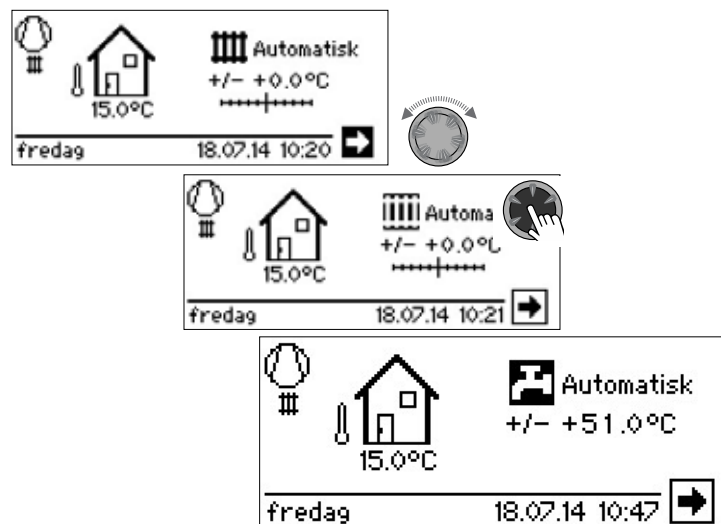 Automatisk
+/- +0.0°C
15.0°C
fredag 18.07.14 10:20
Automa
+/- +0.0°C
15.0°C
fredag 18.07.14 10:21
Automatisk
+/- +51.0°C
15.0°C
fredag 18.07.14 10:47